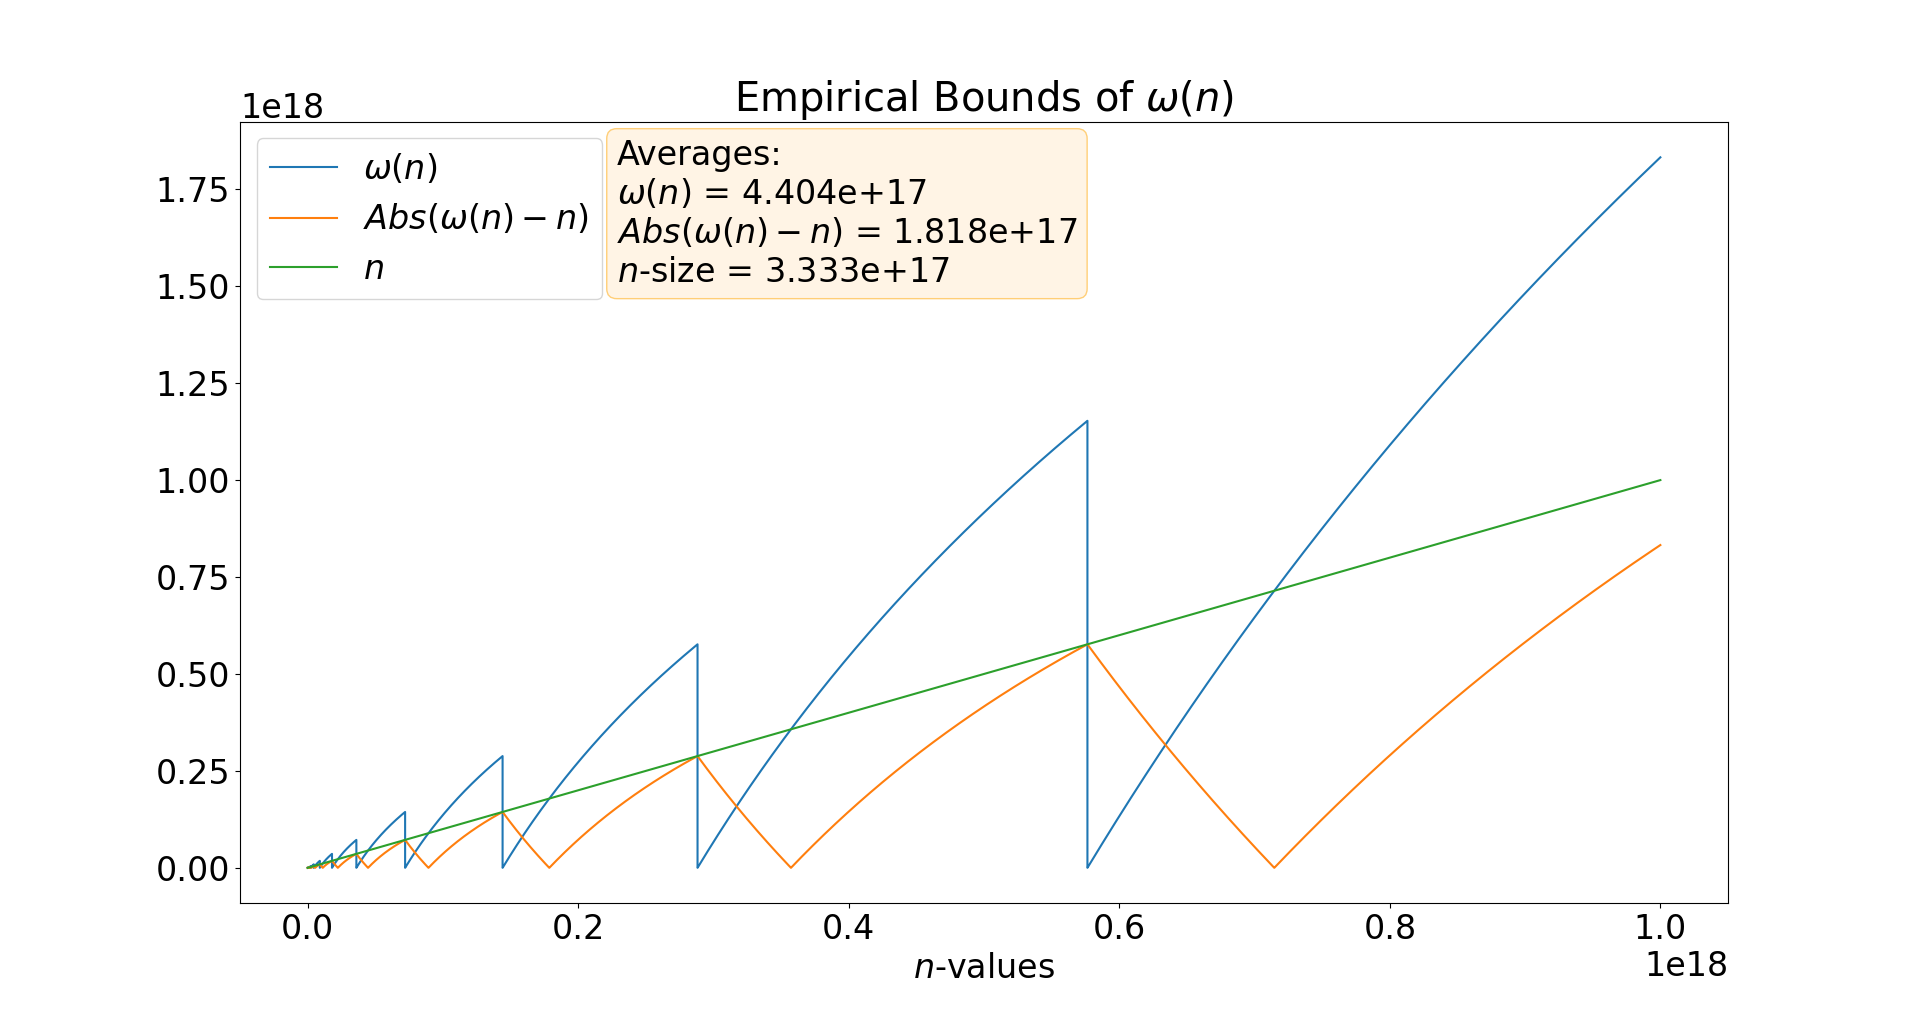 Empirical Bounds of ω(n)
1e18
ω(n)
Abs(ω(n) − n)
n
Averages:
ω(n) = 4.404e+17
Abs(ω(n) − n) = 1.818e+17
n-size = 3.333e+17
1.75
1.50
1.25
1.00
0.75
0.50
0.25
0.00
0.0 0.2 0.4 0.6 0.8 1.0
n-values
1e18